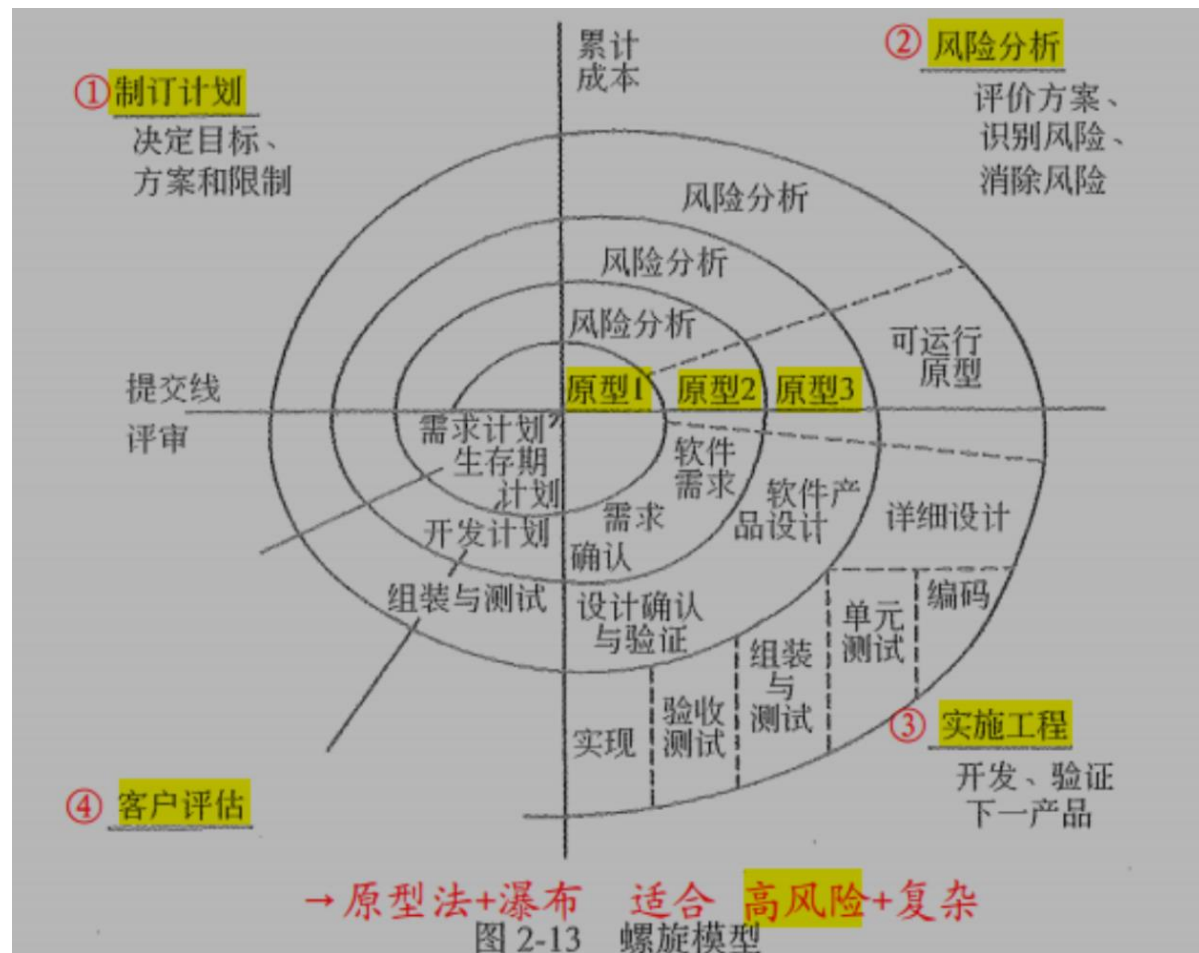 累计
成本
① 制订计划
决定目标、
方案和限制
② 风险分析
评价方案、
识别风险、
消除风险
风险分析
风险分析
风险分析
可运行
原型
原型1 原型2 原型3
提交线
评审
需求计划
生存期
计划
软件
需求
需求
确认
软件产
品设计
详细设计
开发计划
组装与测试
设计确认
与验证
组装
与
测试
单元
测试
编码
实现
验收
测试
③ 实施工程
开发、验证
下一产品
④ 客户评估
→原型法+瀑布 适合 高风险+复杂
图 2-13 螺旋模型